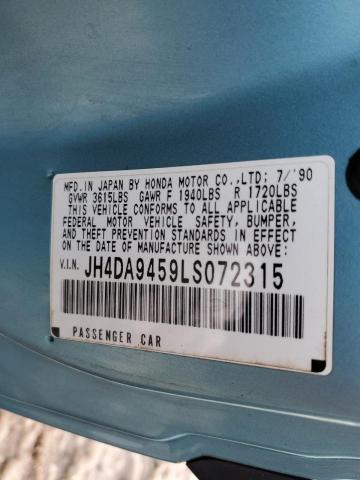 MFD.IN JAPAN BY HONDA MOTOR CO.,LTD: 7/'90
GVWR 3615LBS GAWR F 1940LBS R 1720LBS
THIS VEHICLE CONFORMS TO ALL APPLICABLE
FEDERAL MOTOR VEHICLE SAFETY, BUMPER,
AND THEFT PREVENTION STANDARDS IN EFFECT
ON THE DATE OF MANUFACTURE SHOWN ABOVE.
V.I.N. JH4DA9459LS072315
PASSENGER CAR